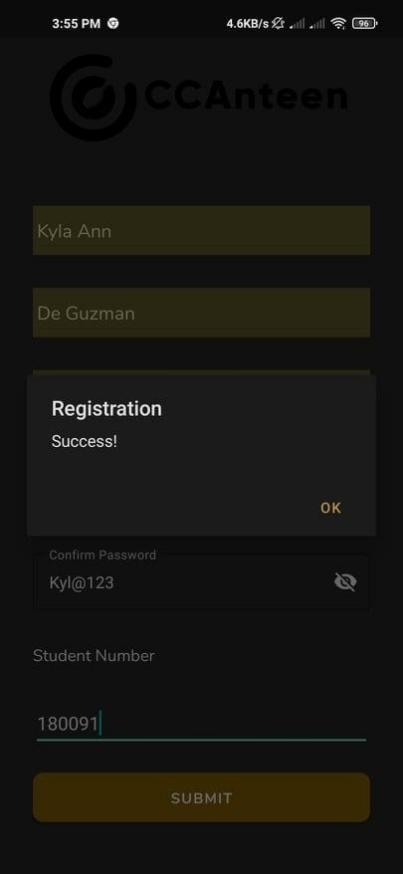 3:55 PM
4.6KB/s
96
CCAnteen
Kyla Ann
De Guzman
Registration
Success!
OK
Confirm Password
Kyl@123
Student Number
180091
SUBMIT